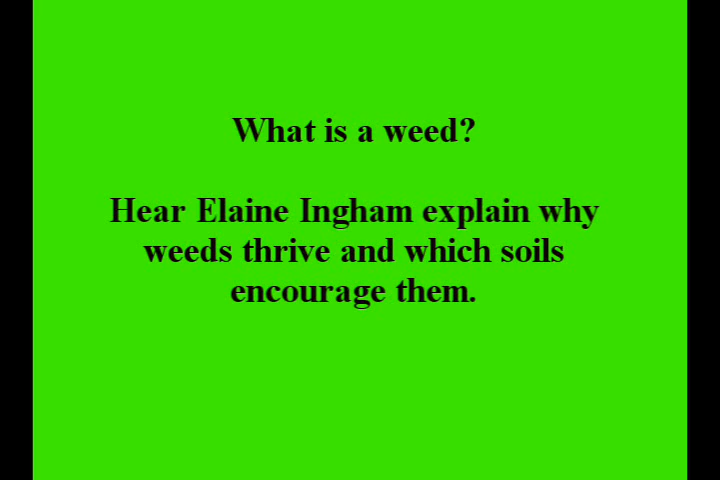 What is a weed?
Hear Elaine Ingham explain why
weeds thrive and which soils
encourage them.